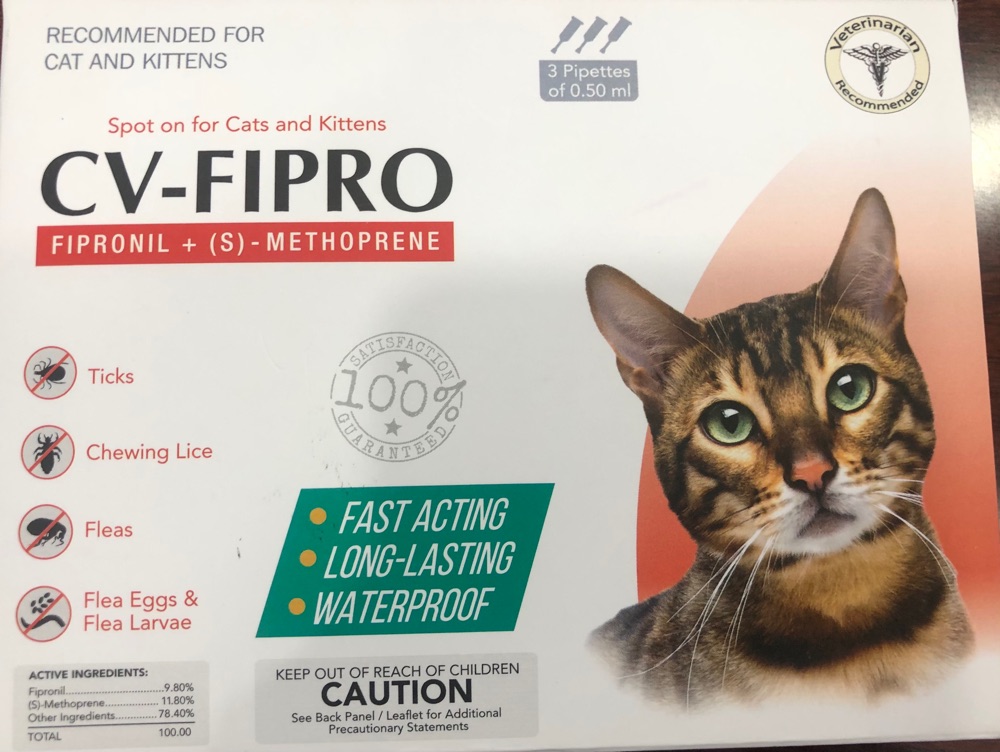 RECOMMENDED FOR
CAT AND KITTENS
3 Pipettes
of 0.50 ml
Veterinarian
Recommended
Spot on for Cats and Kittens
CV-FIPRO
FIPRONIL + (S) - METHOPRENE
Ticks
Chewing Lice
Fleas
Flea Eggs &
Flea Larvae
SATISFACTION
100%
GUARANTEED
FAST ACTING
LONG-LASTING
WATERPROOF
ACTIVE INGREDIENTS:
Fipronil.......................9.80%
(S)-Methoprene................11.80%
Other Ingredients............78.40%
TOTAL 100.00
KEEP OUT OF REACH OF CHILDREN
CAUTION
See Back Panel / Leaflet for Additional
Precautionary Statements